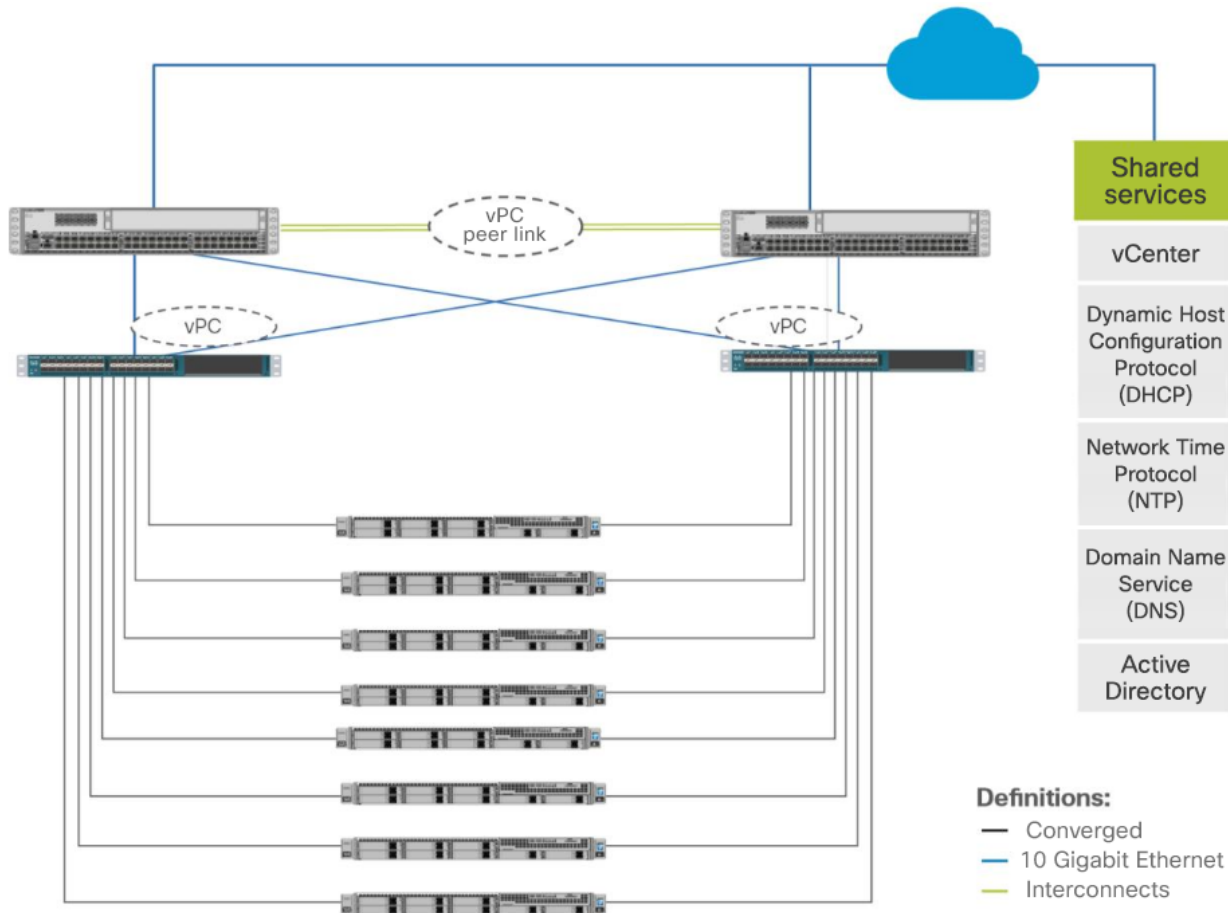 vPC
peer link
vPC
vPC
Shared
services
vCenter
Dynamic Host
Configuration
Protocol
(DHCP)
Network Time
Protocol
(NTP)
Domain Name
Service
(DNS)
Active
Directory
Definitions:
Converged
10 Gigabit Ethernet
Interconnects